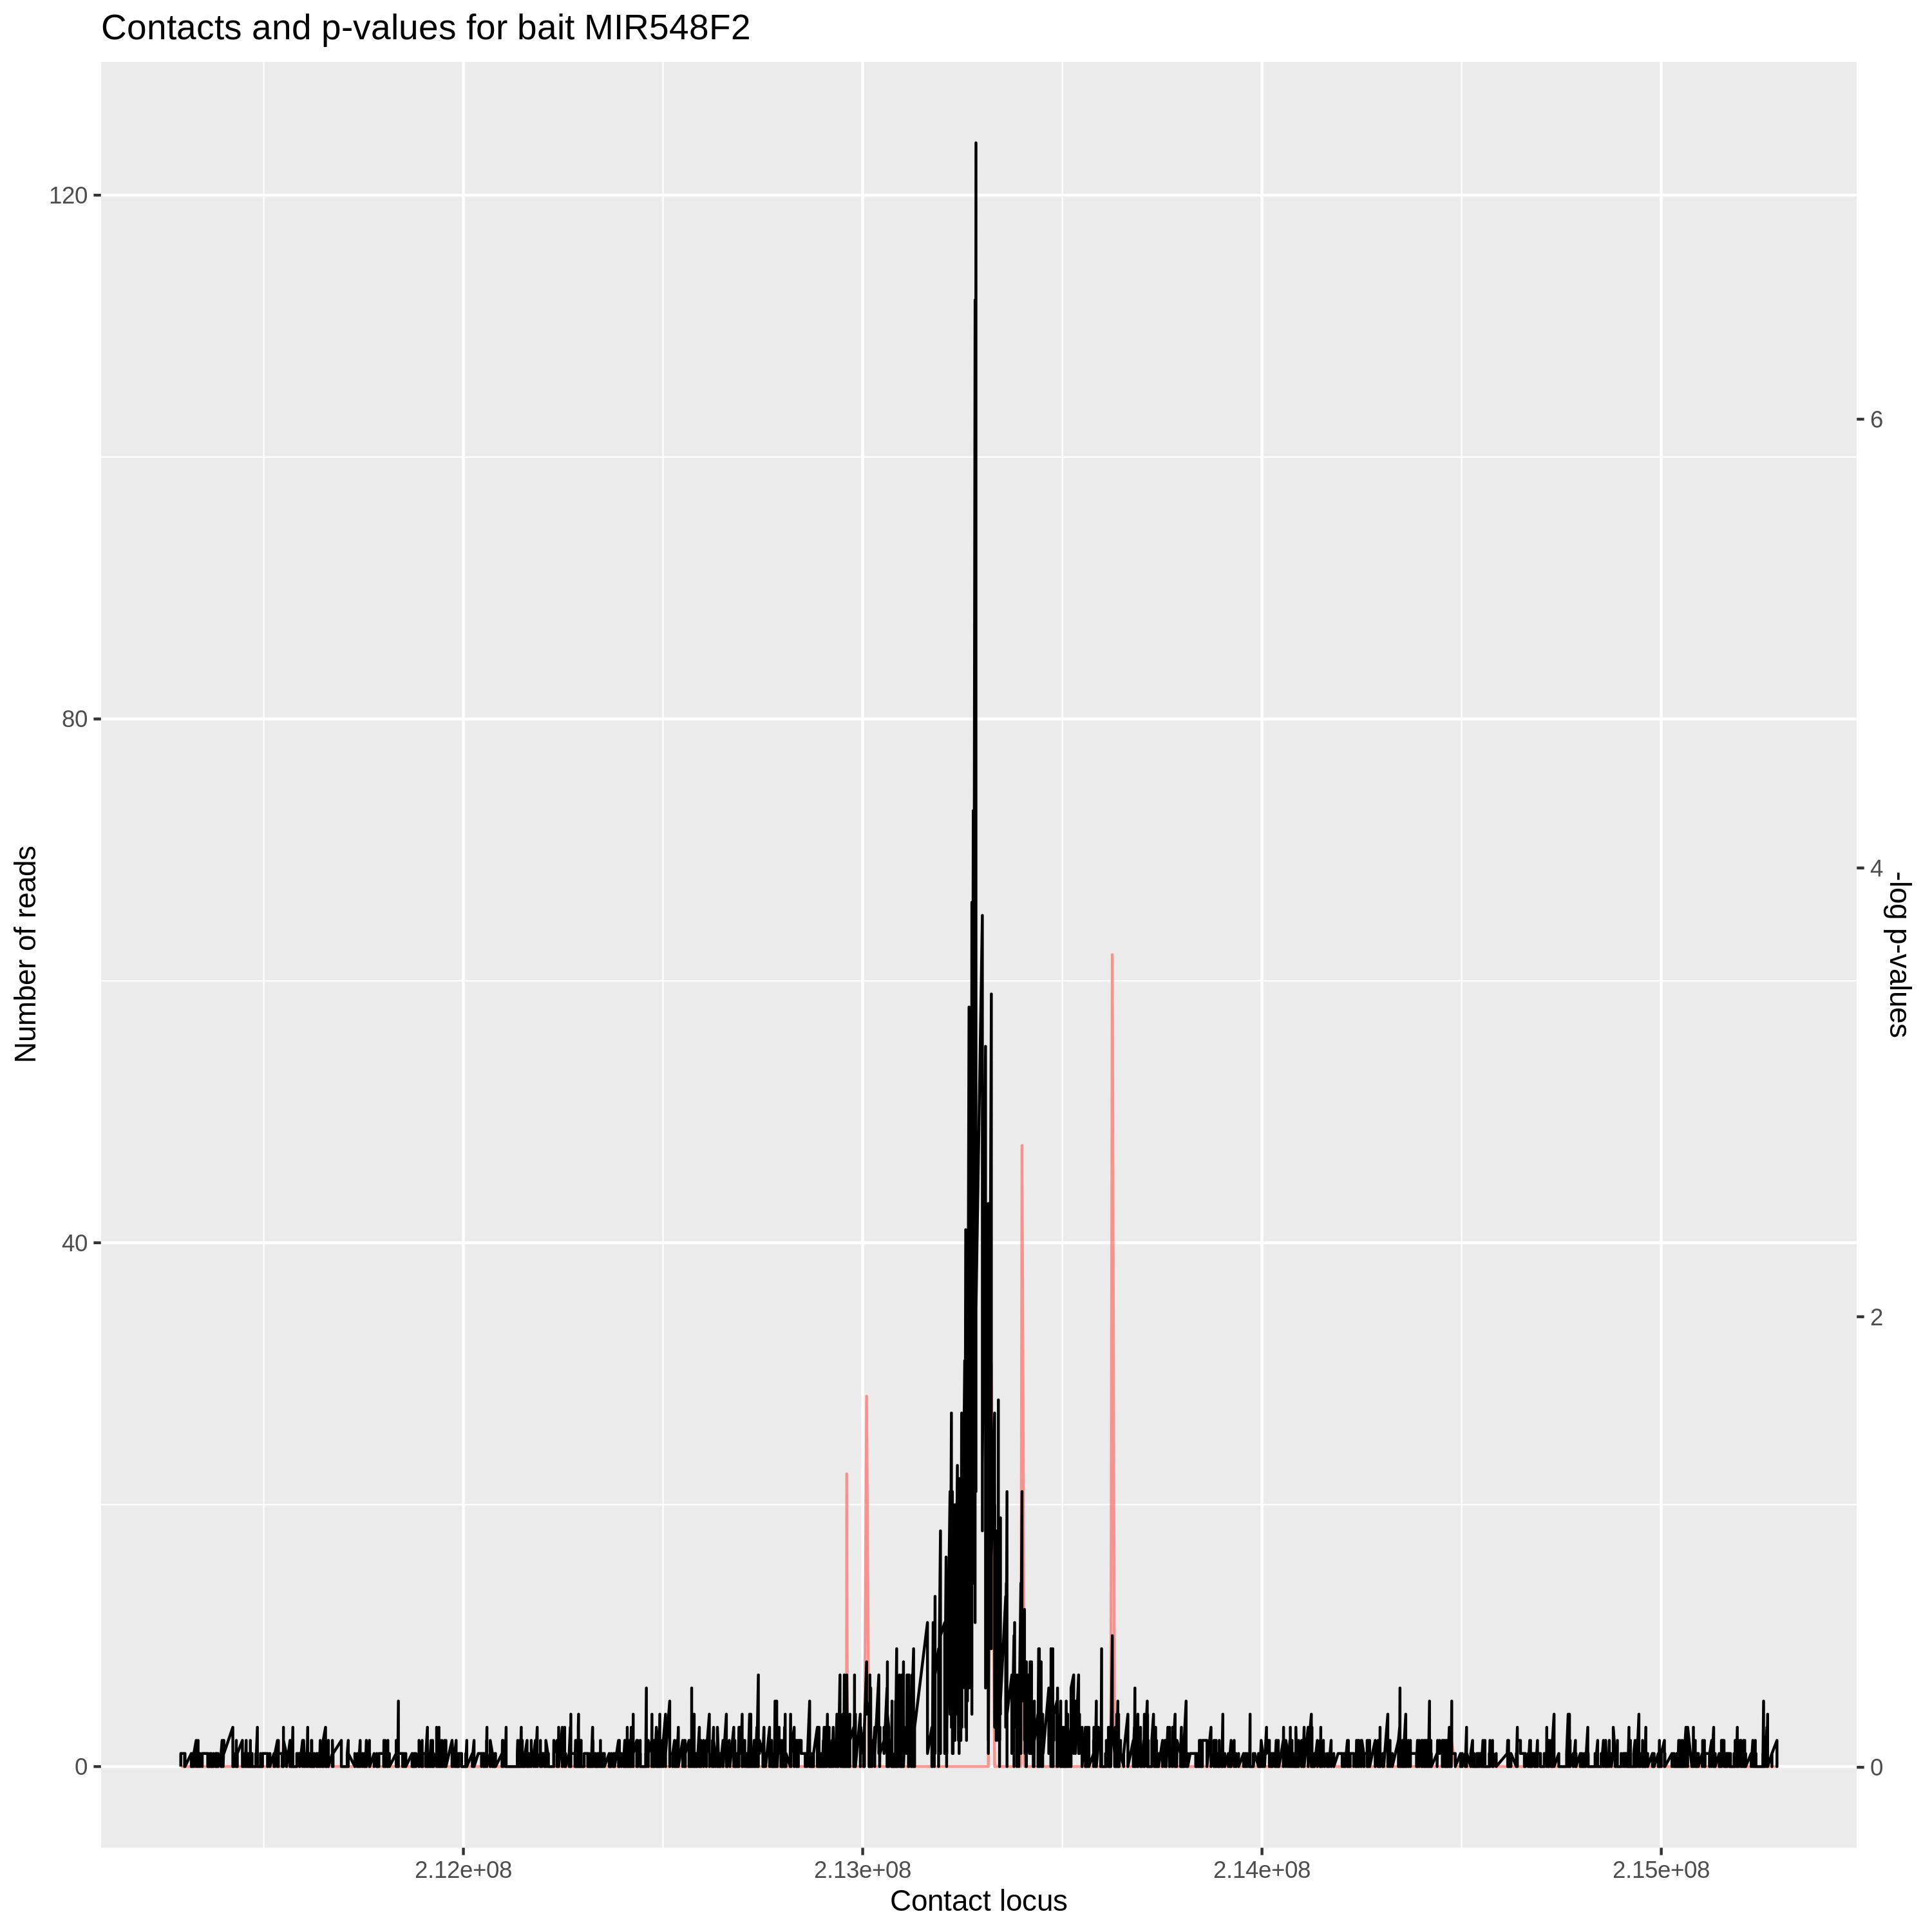 Contacts and p-values for bait MIR548F2
120
80
40
0
Number of reads
6
4
2
0
-log p-values
2.12e+08
2.13e+08
2.14e+08
2.15e+08
Contact locus